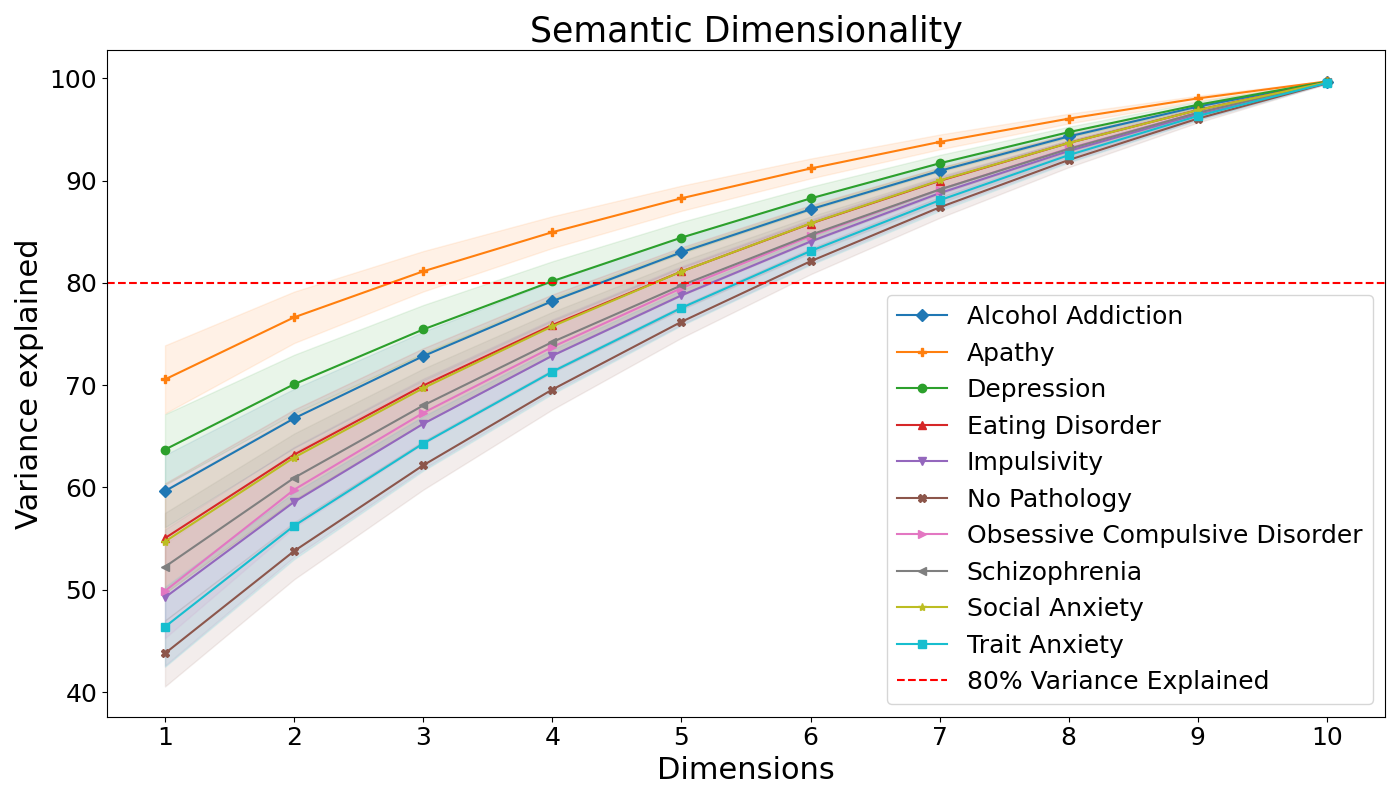 Semantic Dimensionality
Variance explained
100
90
80
70
60
50
40
Alcohol Addiction
Apathy
Depression
Eating Disorder
Impulsivity
No Pathology
Obsessive Compulsive Disorder
Schizophrenia
Social Anxiety
Trait Anxiety
80% Variance Explained
1 2 3 4 5 6 7 8 9 10
Dimensions